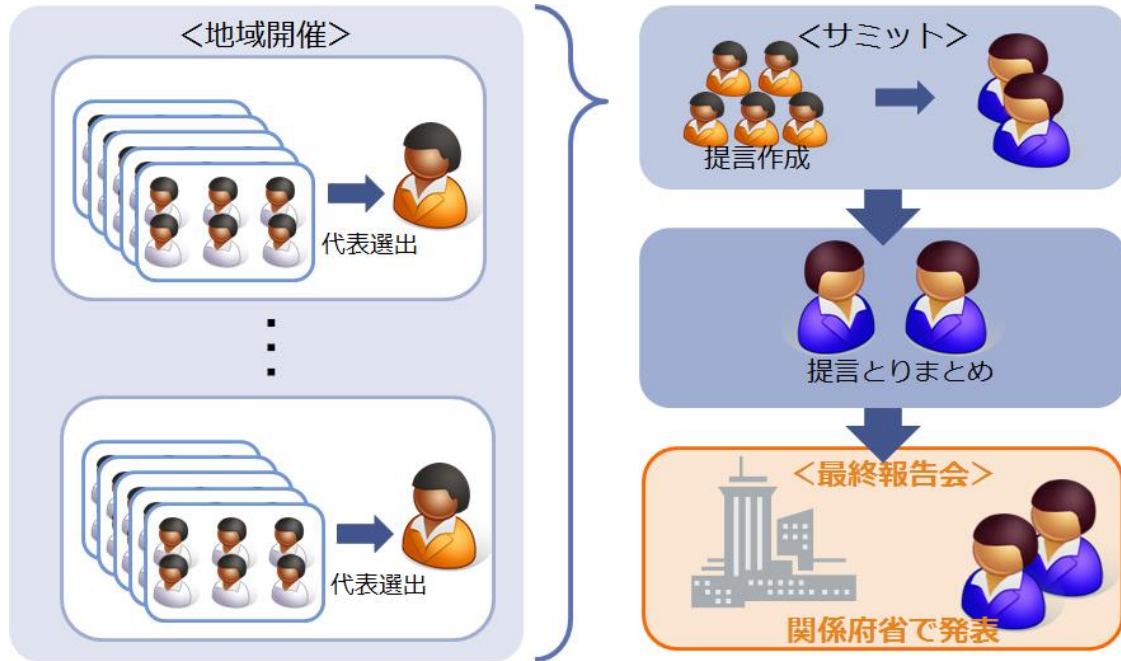 ＜地域開催＞
代表選出
代表選出
＜サミット＞
提言作成
提言とりまとめ
＜最終報告会＞
関係府省で発表